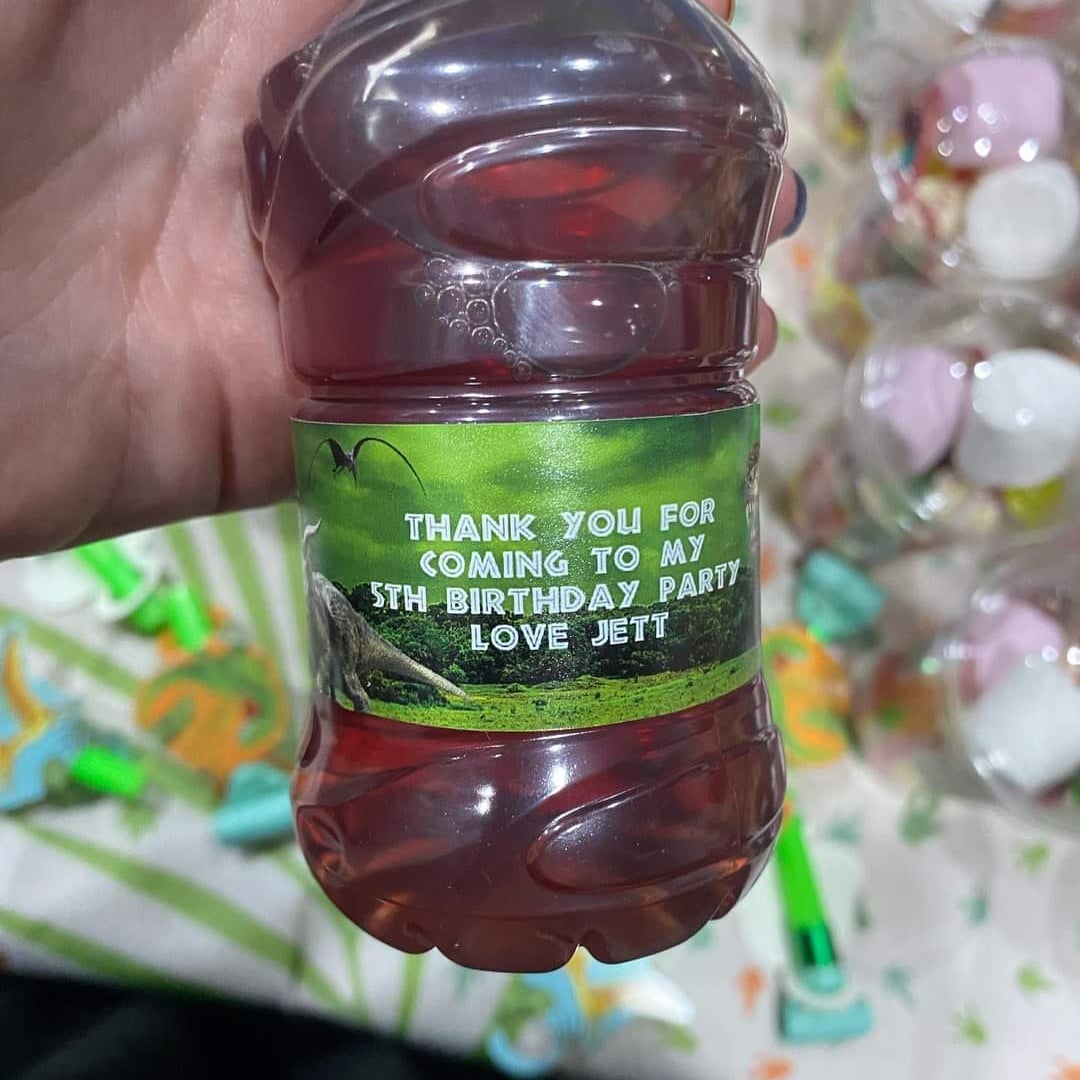 THANK YOU FOR
COMING TO MY
5TH BIRTHDAY PARTY
LOVE JETT